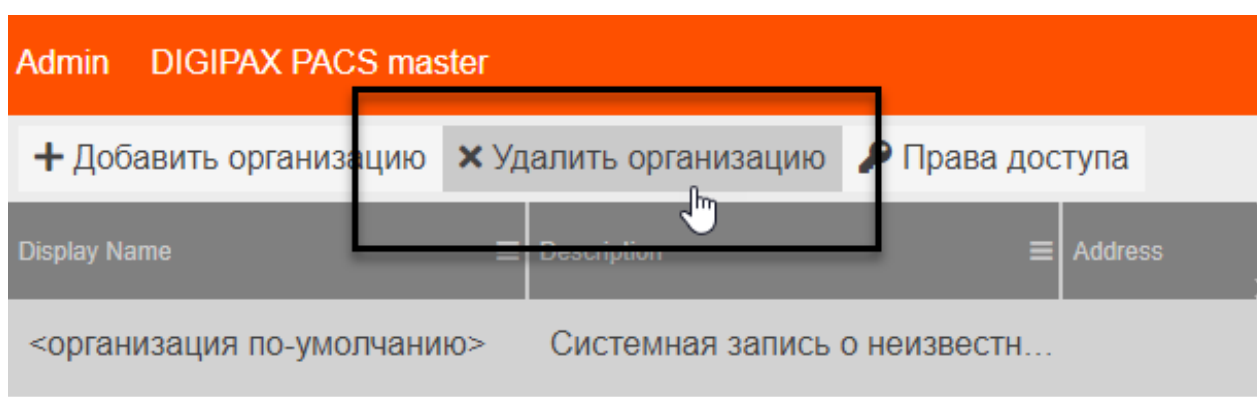 Admin DIGIPAX PACS master
Добавить организацию Удалить организацию Права доступа
Display Name Description Address
<организация по-умолчанию> Системная запись о неизвестн...